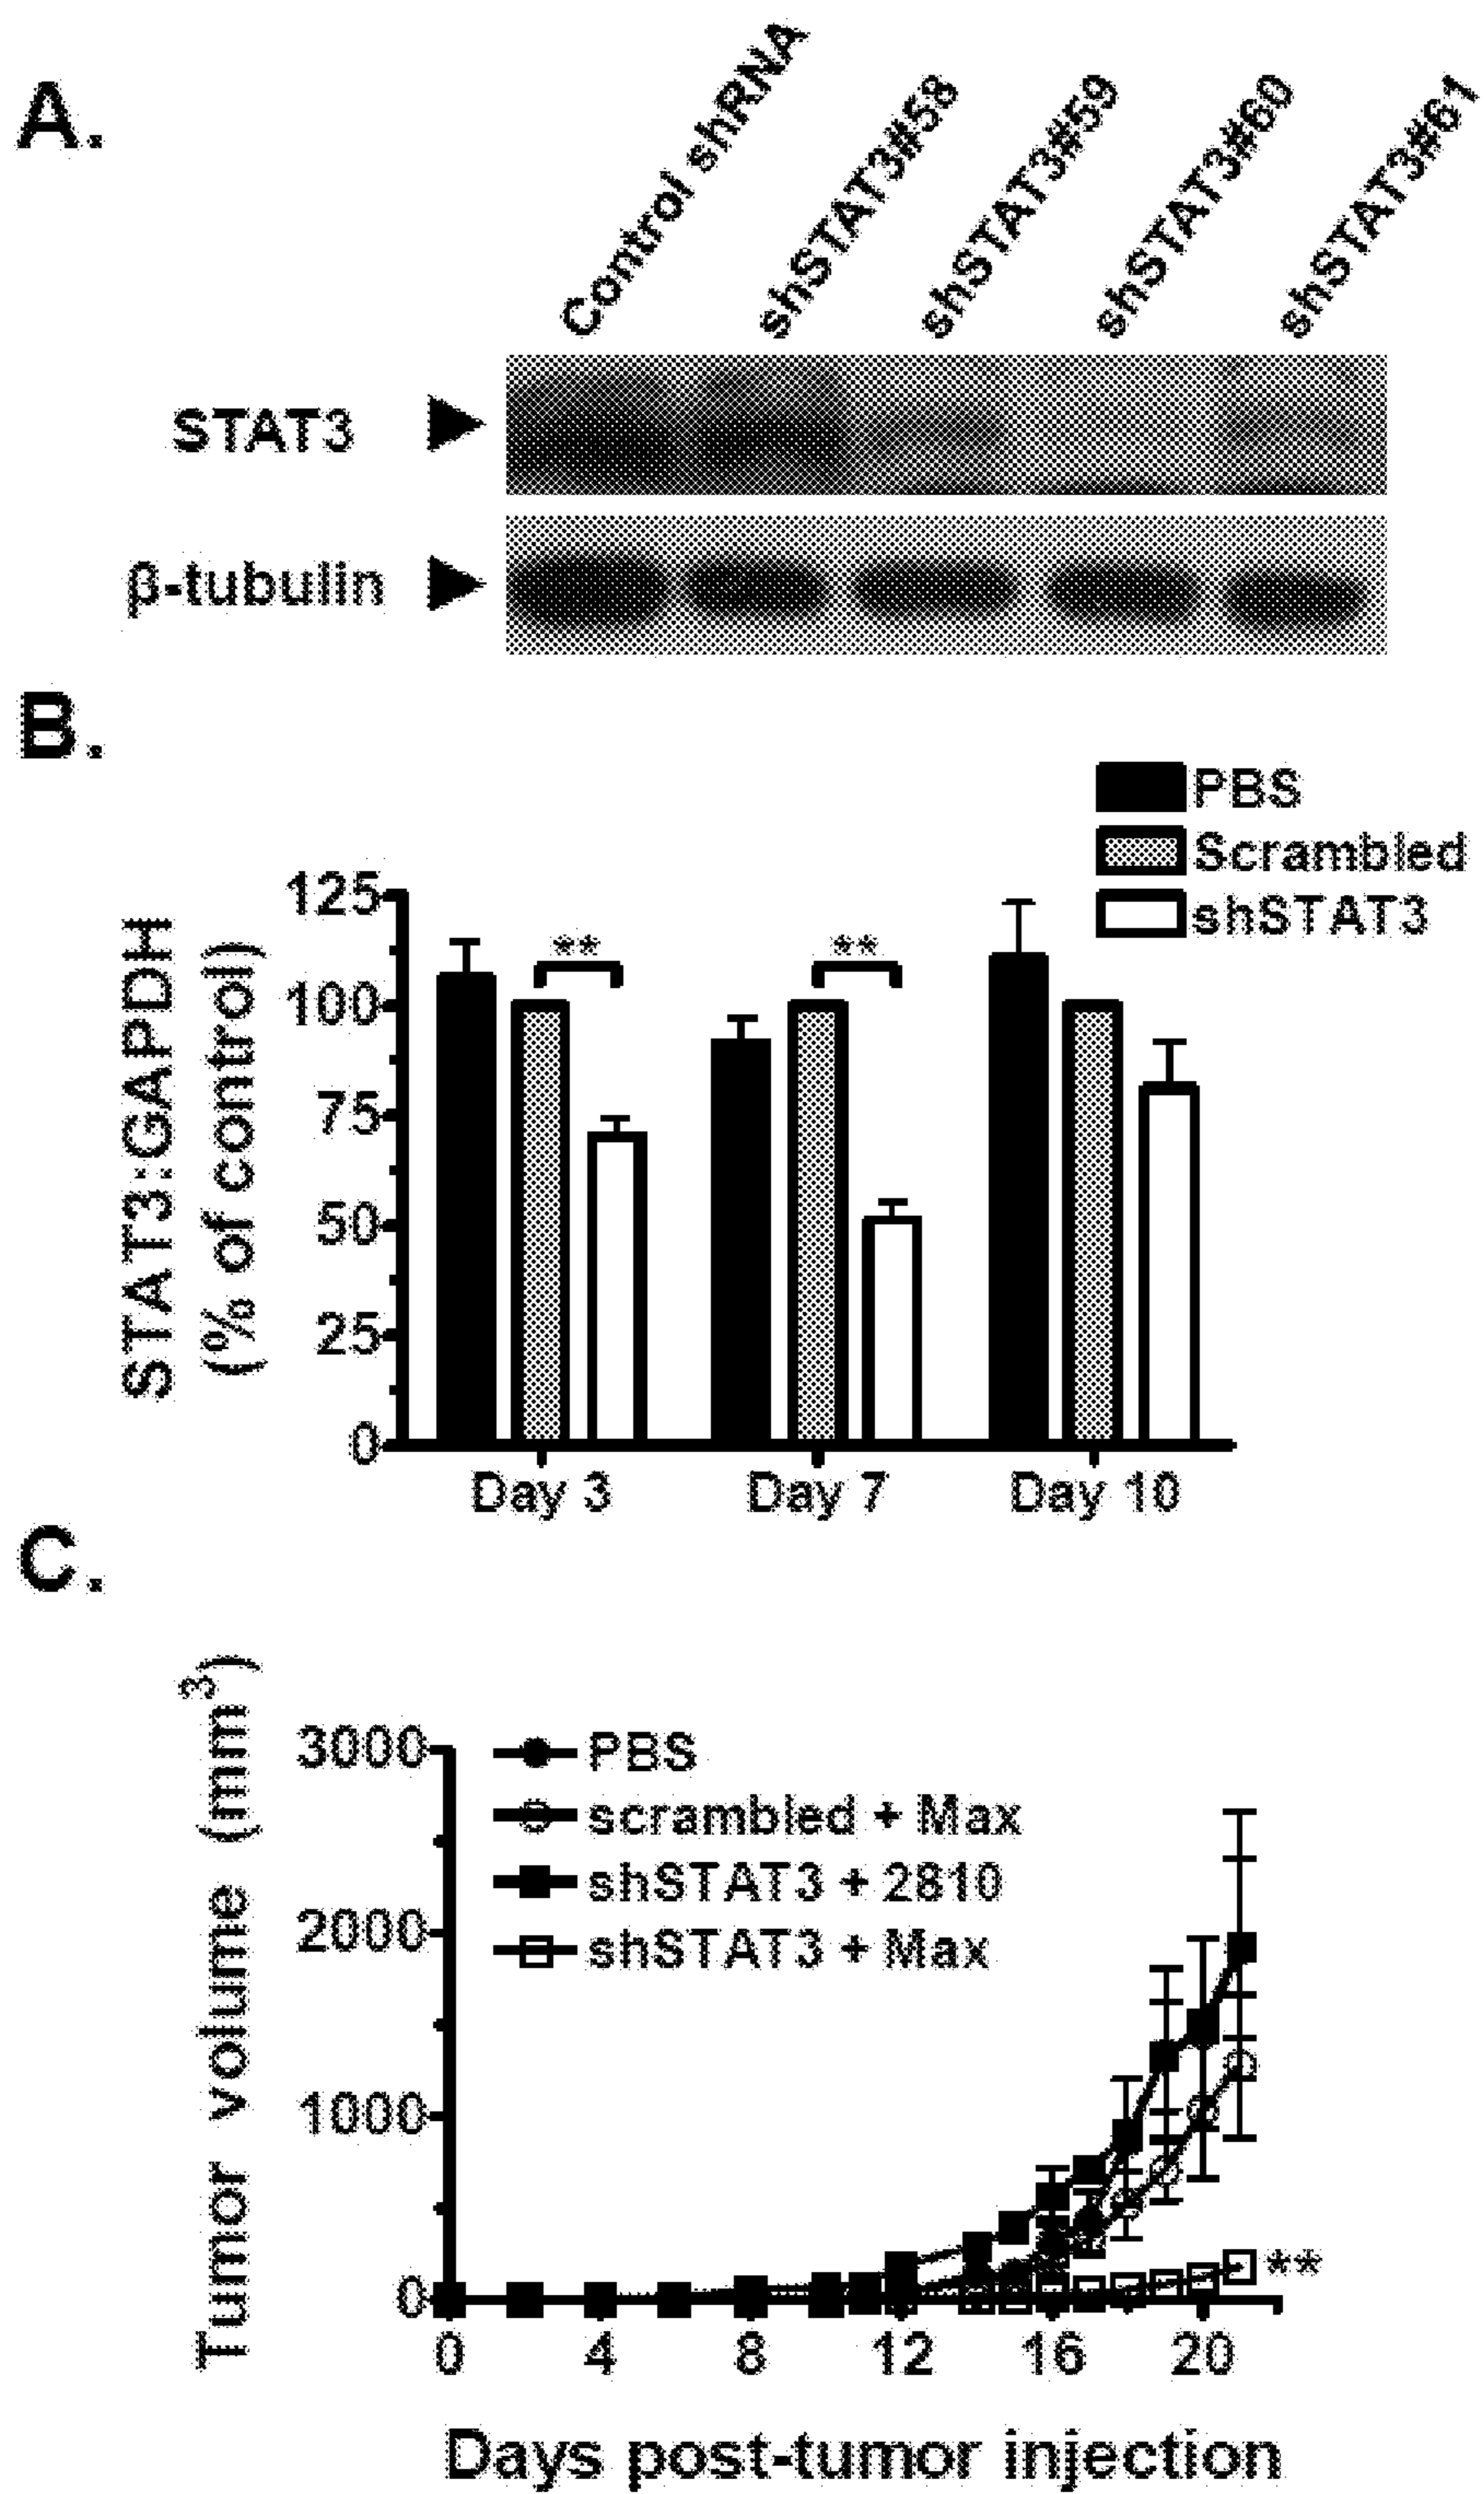 A.
Control shRNA
shSTAT3#58
shSTAT3#59
shSTAT3#60
shSTAT3#61
STAT3
β-tubulin
B.
PBS
Scrambled
shSTAT3
STAT3:GAPDH
(% of control)
125
100
75
50
25
0
**
**
Day 3 Day 7 Day 10
C.
Tumor volume (mm3)
3000
2000
1000
0
PBS
scrambled + Max
shSTAT3 + 2810
shSTAT3 + Max
**
0 4 8 12 16 20
Days post-tumor injection